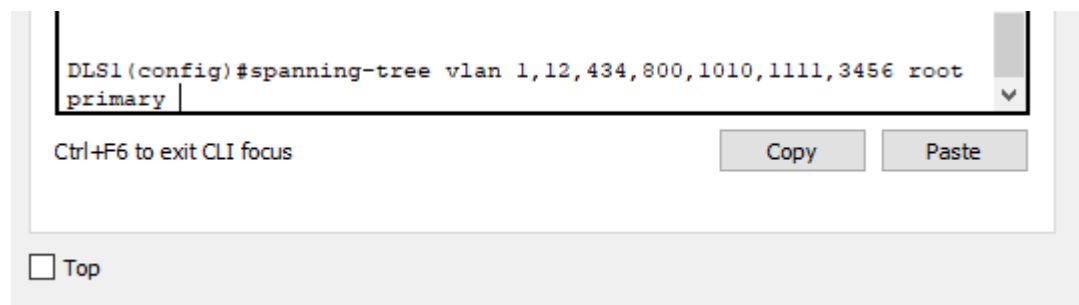 DLS1(config)#spanning-tree vlan 1,12,434,800,1010,1111,3456 root
primary
Ctrl+F6 to exit CLI focus
Copy
Paste
Top